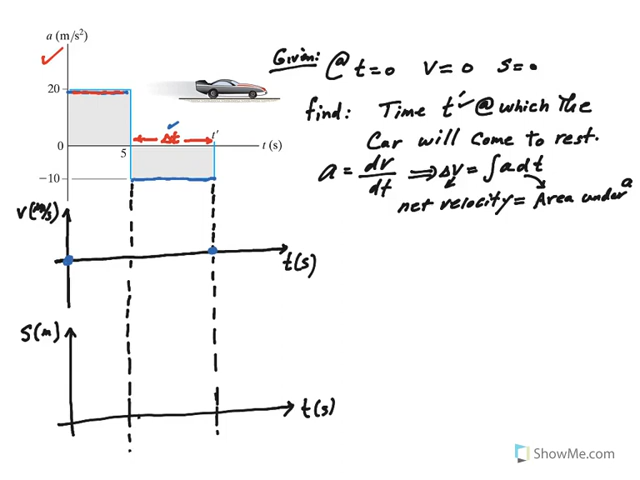 a (m/s²)
20
0
−10
5
Δt
t'
t (s)
Given: @ t=0 V=0 S=0
find: Time t' @ which The
Car will come To rest.
a = dv/dt ⇒ Δv = ∫a dt
net velocity = Area under a
V(m/s)
t(s)
S(m)
t(s)
ShowMe.com